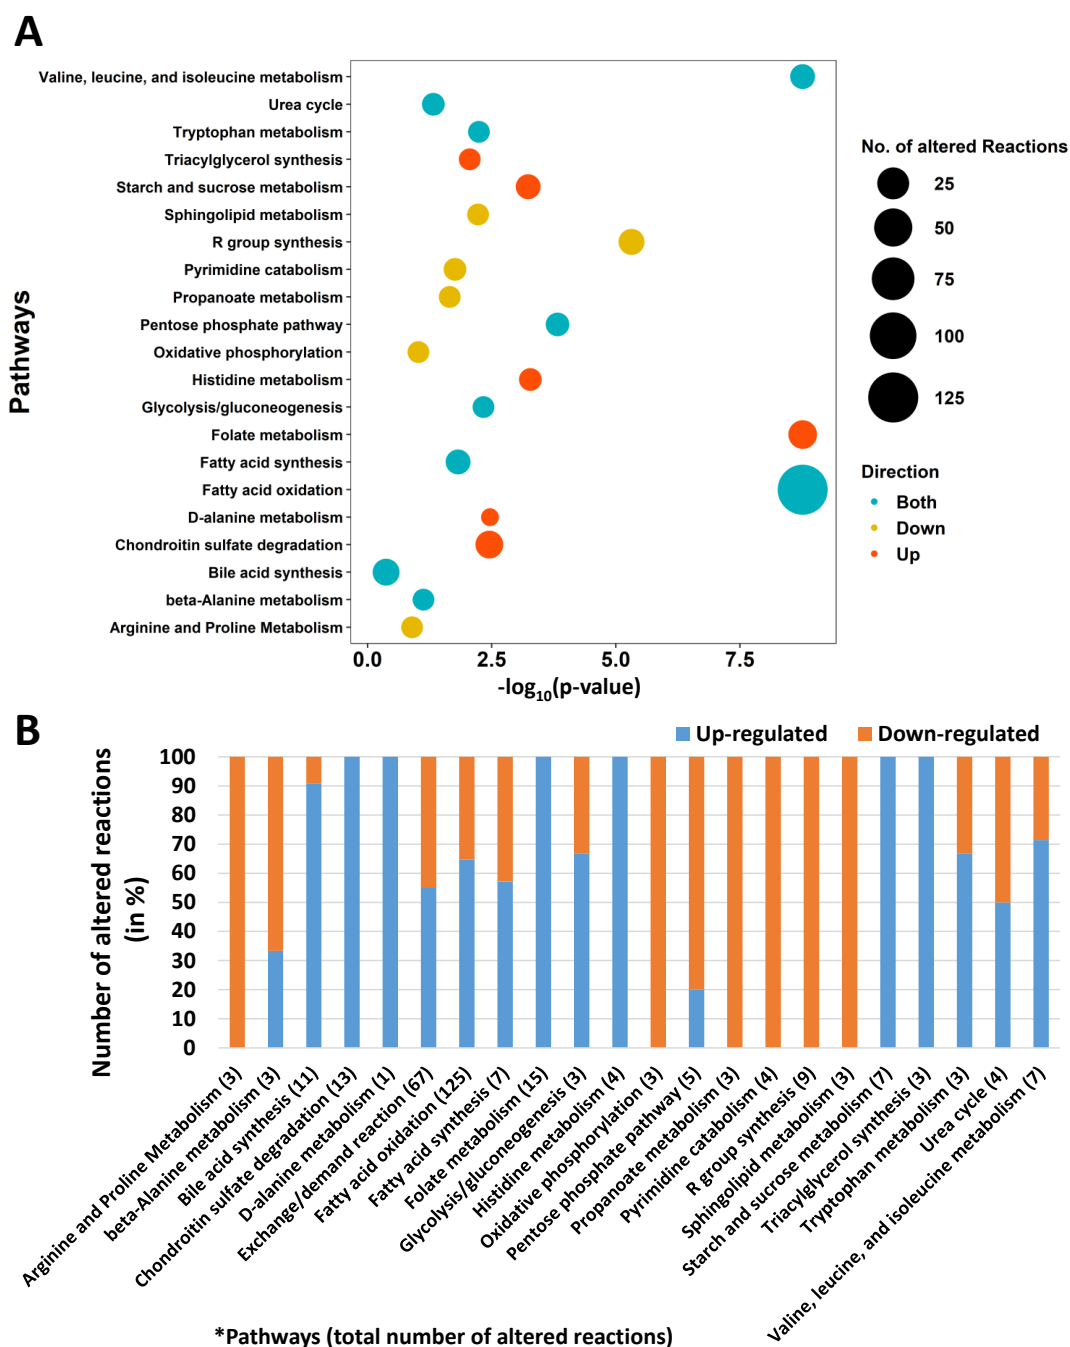 A
Pathways
Valine, leucine, and isoleucine metabolism
Urea cycle
Tryptophan metabolism
Triacylglycerol synthesis
Starch and sucrose metabolism
Sphingolipid metabolism
R group synthesis
Pyrimidine catabolism
Propanoate metabolism
Pentose phosphate pathway
Oxidative phosphorylation
Histidine metabolism
Glycolysis/gluconeogenesis
Folate metabolism
Fatty acid synthesis
Fatty acid oxidation
D-alanine metabolism
Chondroitin sulfate degradation
Bile acid synthesis
beta-Alanine metabolism
Arginine and Proline Metabolism
0.0 2.5 5.0 7.5
-log10(p-value)
No. of altered Reactions
25
50
75
100
125
Direction
Both
Down
Up
B
Up-regulated Down-regulated
Number of altered reactions
(in %)
100
90
80
70
60
50
40
30
20
10
0
Arginine and Proline Metabolism (3)
beta-Alanine metabolism (3)
Bile acid synthesis (11)
Chondroitin sulfate degradation (13)
D-alanine metabolism (1)
Exchange/demand reaction (67)
Fatty acid oxidation (125)
Fatty acid synthesis (7)
Folate metabolism (15)
Glycolysis/gluconeogenesis (3)
Histidine metabolism (4)
Oxidative phosphorylation (3)
Pentose phosphate pathway (5)
Propanoate metabolism (3)
Pyrimidine catabolism (4)
R group synthesis (9)
Sphingolipid metabolism (3)
Starch and sucrose metabolism (7)
Triacylglycerol synthesis (3)
Tryptophan metabolism (3)
Urea cycle (4)
Valine, leucine, and isoleucine metabolism (7)
*Pathways (total number of altered reactions)